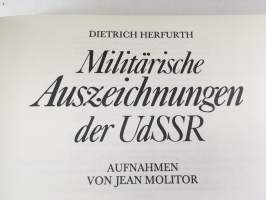 DIETRICH HERFURTH
Militärische
Auszeichnungen
der UdSSR
AUFNAHMEN
VON JEAN MOLITOR